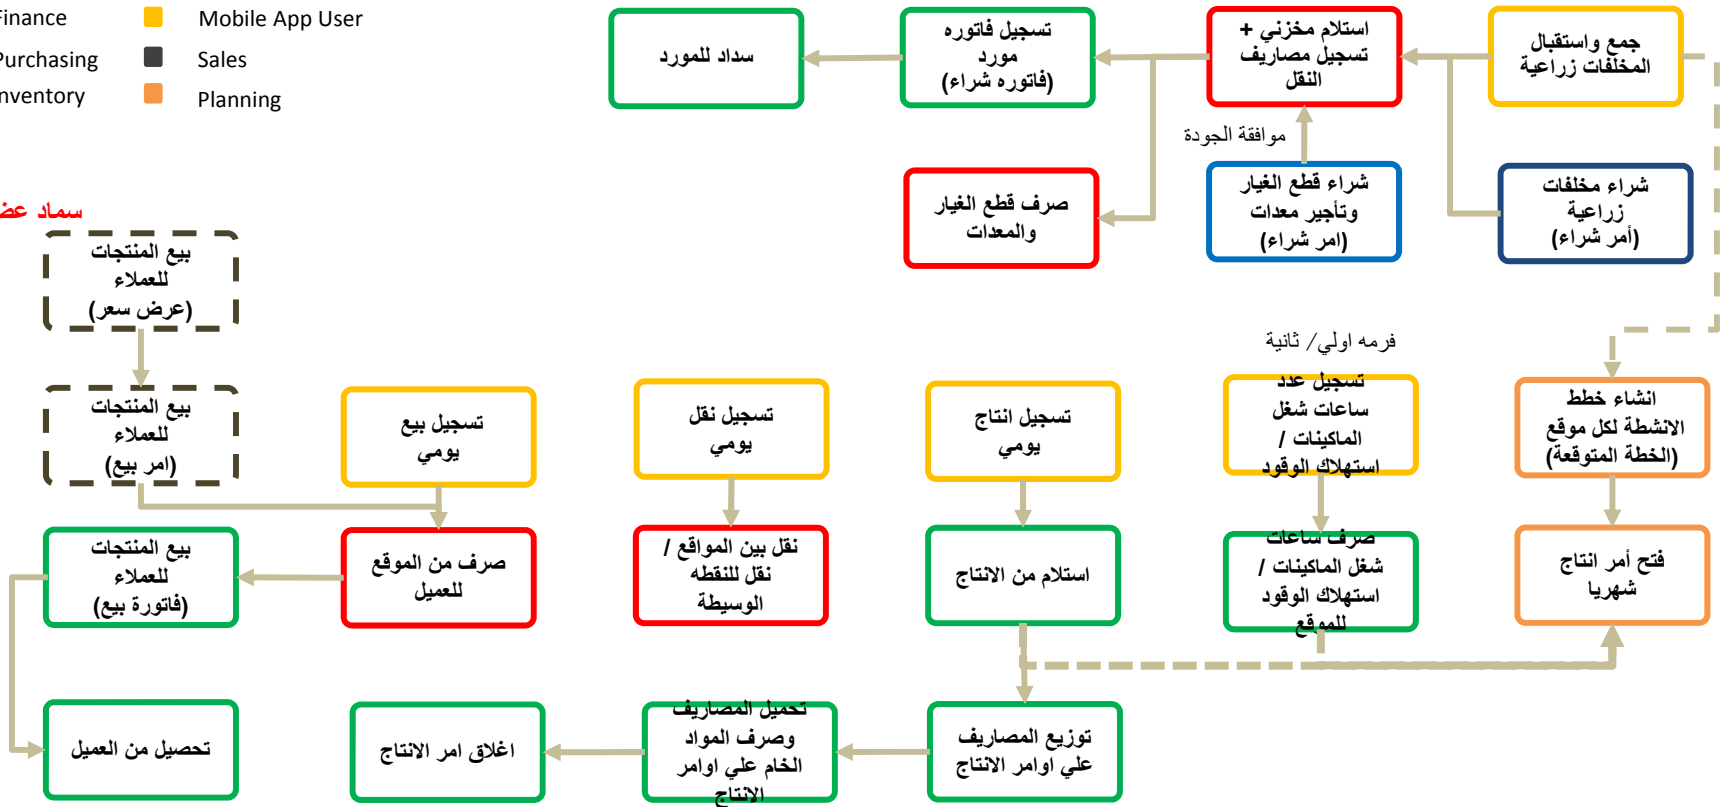 Finance
Mobile App User
Purchasing
Sales
Inventory
Planning
جمع واستقبال
المخلفات زراعية
استلام مخزني +
تسجيل مصاريف
النقل
تسجيل فاتوره
مورد
(فاتوره شراء)
سداد للمورد
موافقة الجودة
شراء مخلفات
زراعية
(أمر شراء)
شراء قطع الغيار
وتأجير معدات
(امر شراء)
صرف قطع الغيار
والمعدات
سماد
بيع المنتجات
للعملاء
(عرض سعر)
فرمه اولي/ ثانية
انشاء خطط
الانشطة لكل موقع
(الخطة المتوقعة)
تسجيل عدد
ساعات شغل
الماكينات /
استهلاك الوقود
تسجيل انتاج
يومي
تسجيل نقل
يومي
تسجيل بيع
يومي
بيع المنتجات
للعملاء
(امر بيع)
فتح أمر انتاج
شهريا
صرف ساعات
شغل الماكينات /
استهلاك الوقود
للموقع
استلام من الانتاج
نقل بين المواقع /
نقل للنقطه
الوسيطة
صرف من الموقع
للعميل
بيع المنتجات
للعملاء
(فاتورة بيع)
توزيع المصاريف
علي اوامر الانتاج
تحميل المصاريف
وصرف المواد
الخام علي اوامر
الانتاج
اغلاق امر الانتاج
تحصيل من العميل